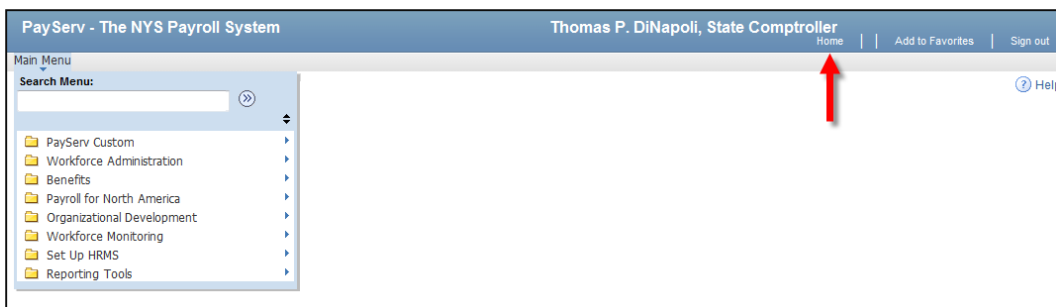 PayServ - The NYS Payroll System
Thomas P. DiNapoli, State Comptroller
Home | | Add to Favorites | Sign out
Main Menu
Search Menu:
Help
PayServ Custom
Workforce Administration
Benefits
Payroll for North America
Organizational Development
Workforce Monitoring
Set Up HRMS
Reporting Tools